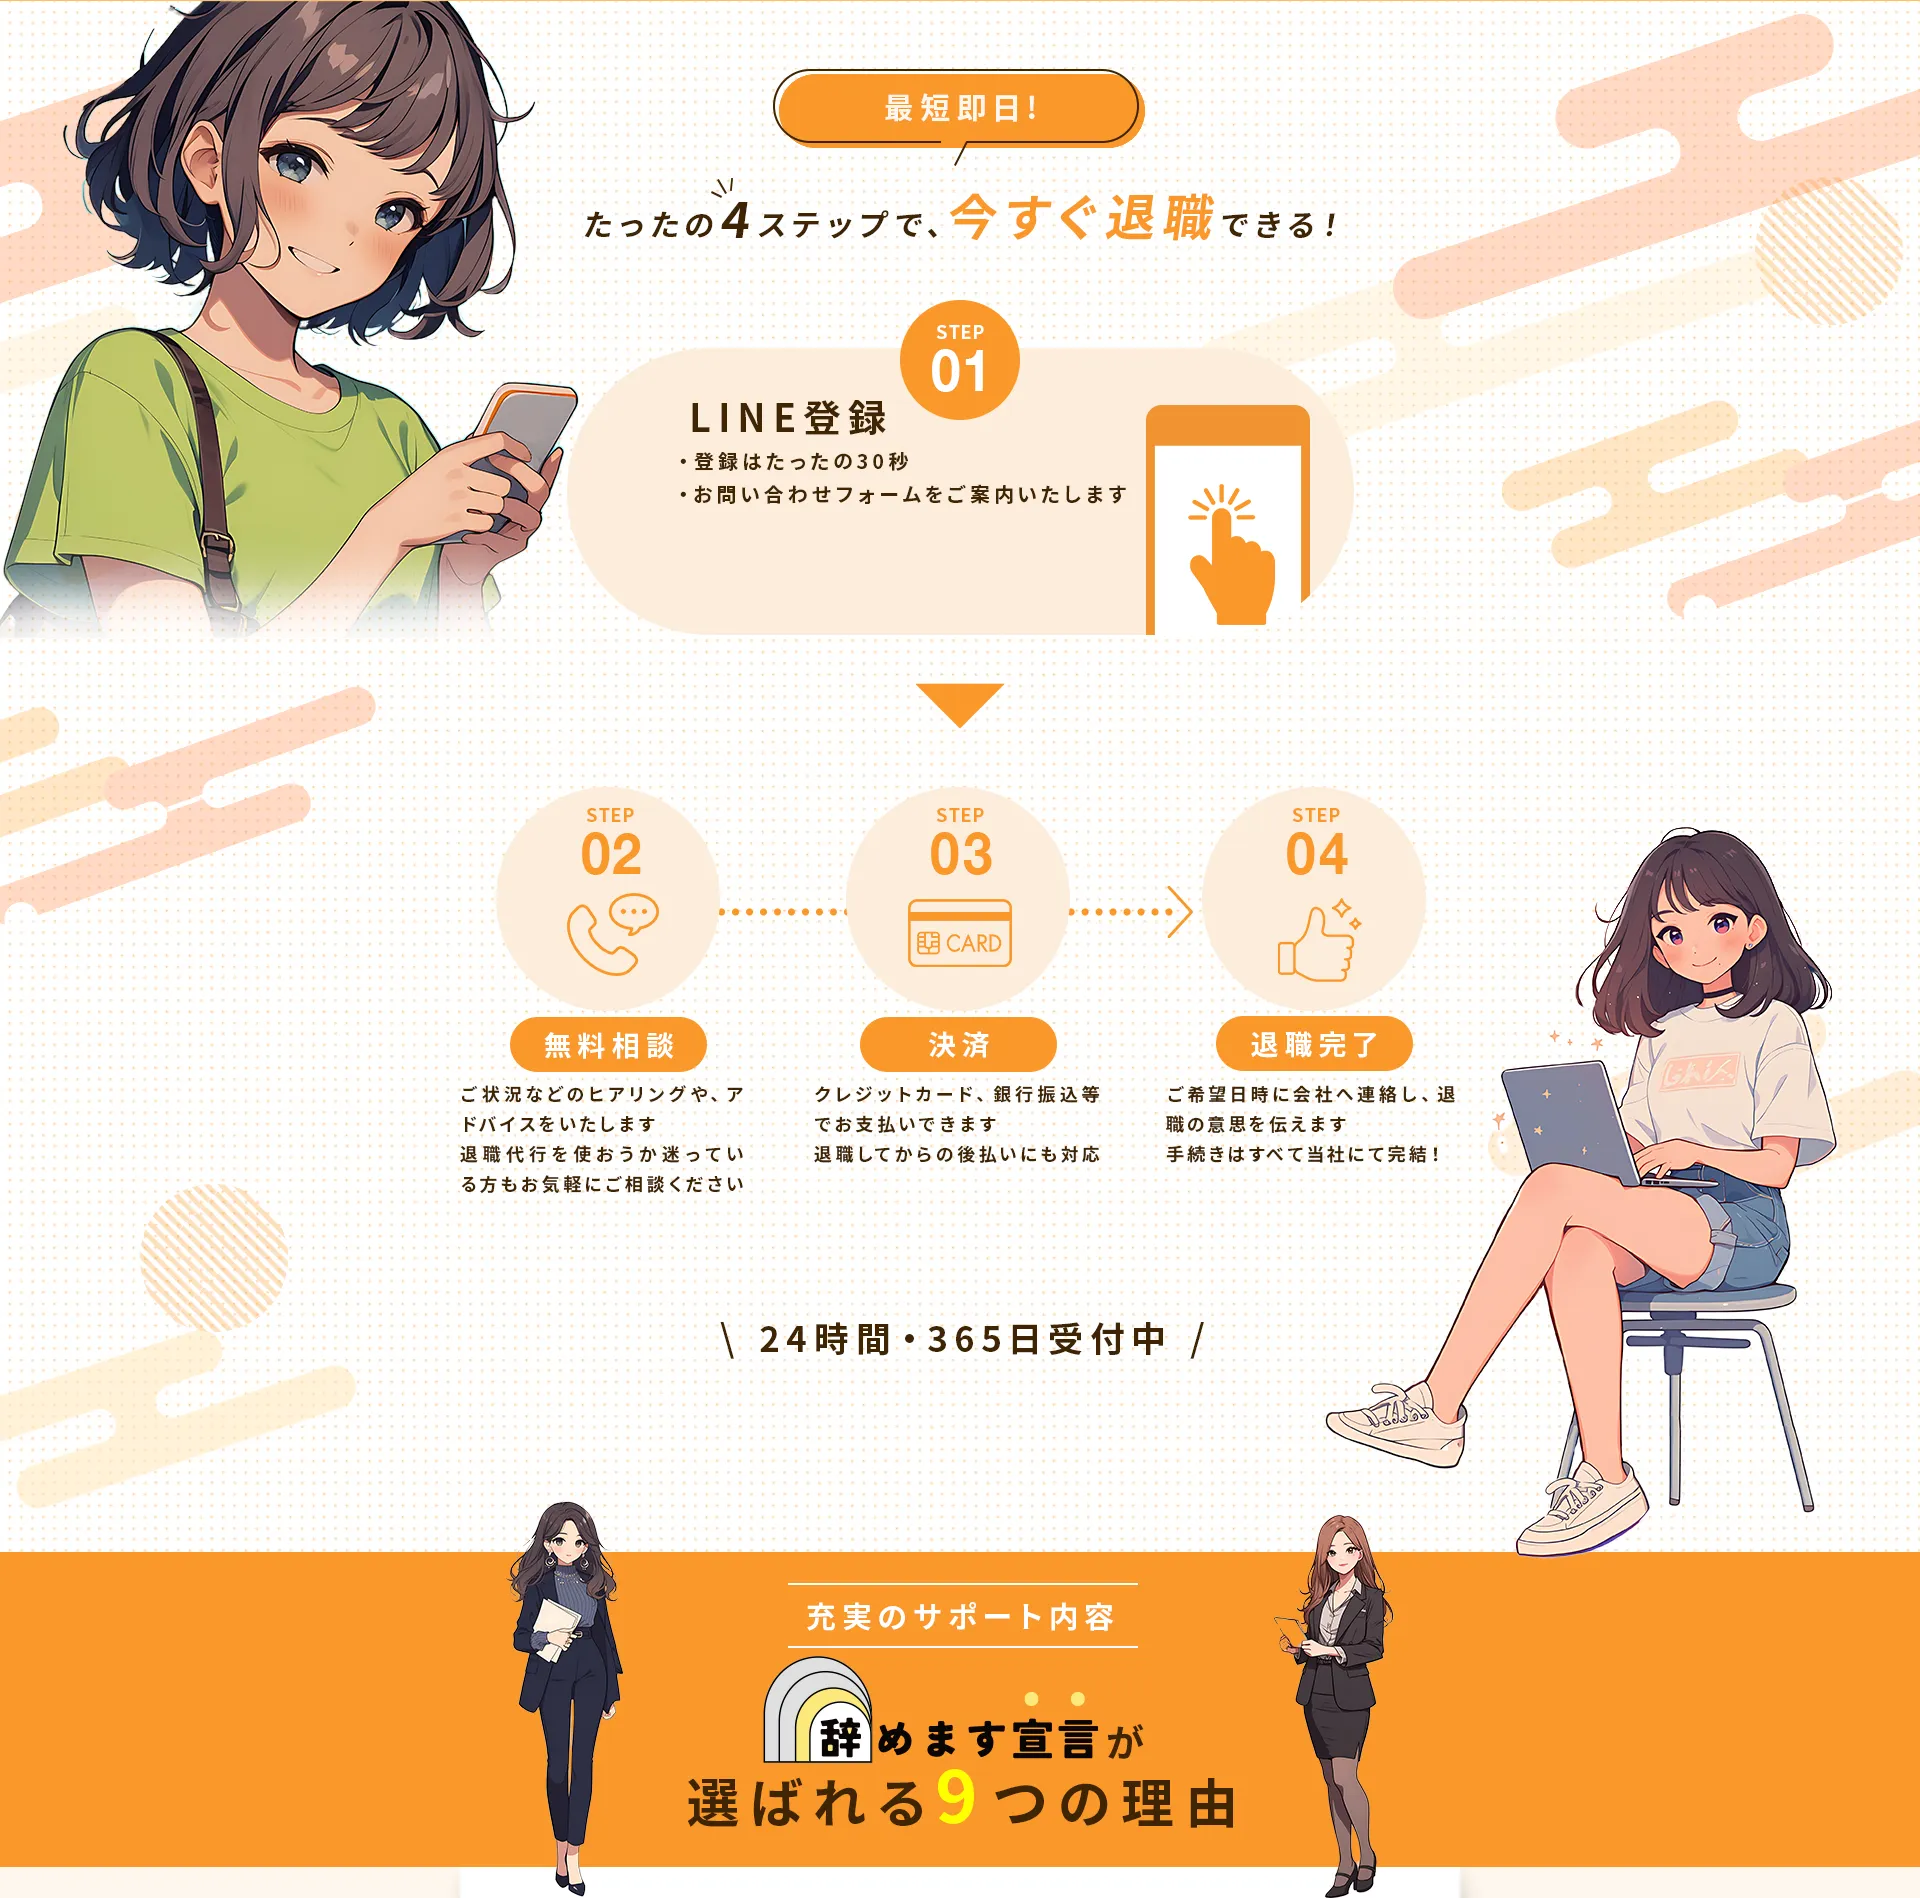 最短即日!
たったの4ステップで、今すぐ退職できる!
STEP
01
LINE登録
・登録はたったの30秒
・お問い合わせフォームをご案内いたします
STEP
02
無料相談
ご状況などのヒアリングや、ア
ドバイスをいたします
退職代行を使おうか迷ってい
る方もお気軽にご相談ください
STEP
03
CARD
決済
クレジットカード、銀行振込等
でお支払いできます
退職してからの後払いにも対応
STEP
04
退職完了
ご希望日時に会社へ連絡し、退
職の意思を伝えます
手続きはすべて当社にて完結!
\ 24時間・365日受付中 /
充実のサポート内容
辞めます宣言が
選ばれる9つの理由